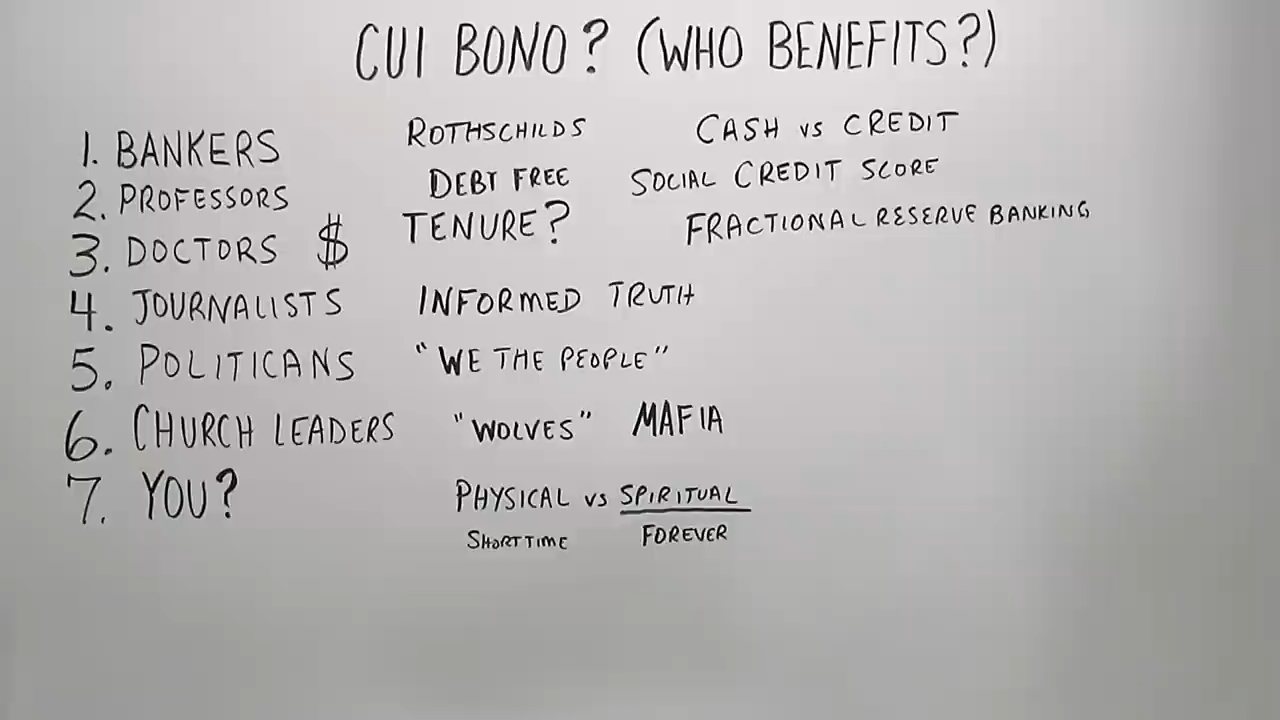 CUI BONO? (WHO BENEFITS?)
1. BANKERS ROTHSCHILDS CASH VS CREDIT
2. PROFESSORS DEBT FREE SOCIAL CREDIT SCORE
3. DOCTORS $ TENURE? FRACTIONAL RESERVE BANKING
4. JOURNALISTS INFORMED TRUTH
5. POLITICANS "WE THE PEOPLE"
6. CHURCH LEADERS "WOLVES" MAFIA
7. YOU? PHYSICAL VS SPIRITUAL
SHORT TIME FOREVER